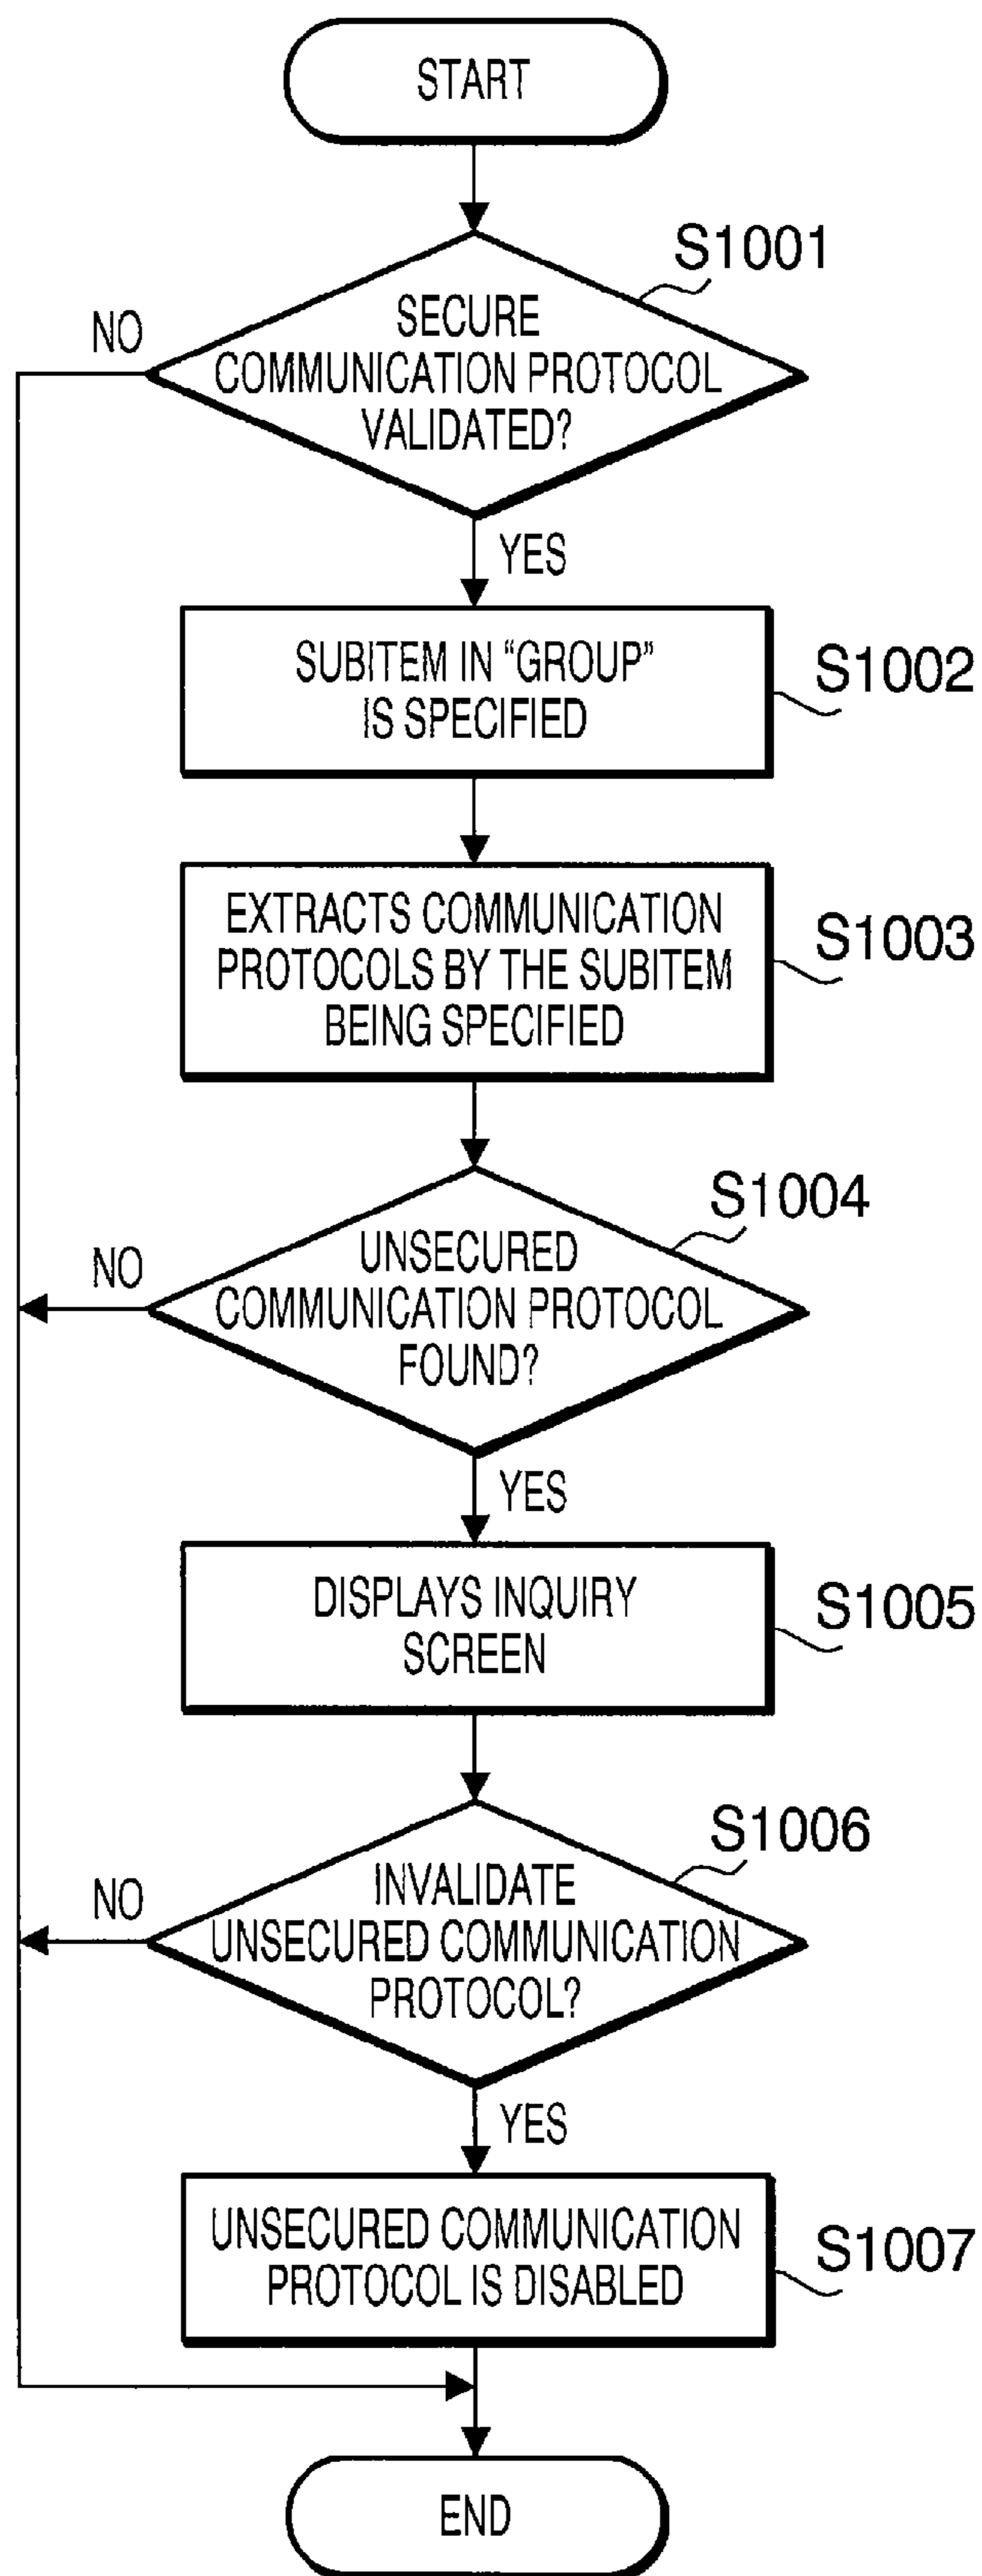 START
S1001
NO
SECURE
COMMUNICATION PROTOCOL
VALIDATED?
YES
SUBITEM IN “GROUP”
IS SPECIFIED
S1002
EXTRACTS COMMUNICATION
PROTOCOLS BY THE SUBITEM
BEING SPECIFIED
S1003
S1004
NO
UNSECURED
COMMUNICATION PROTOCOL
FOUND?
YES
DISPLAYS INQUIRY
SCREEN
S1005
S1006
NO
INVALIDATE
UNSECURED COMMUNICATION
PROTOCOL?
YES
UNSECURED COMMUNICATION
PROTOCOL IS DISABLED
S1007
END